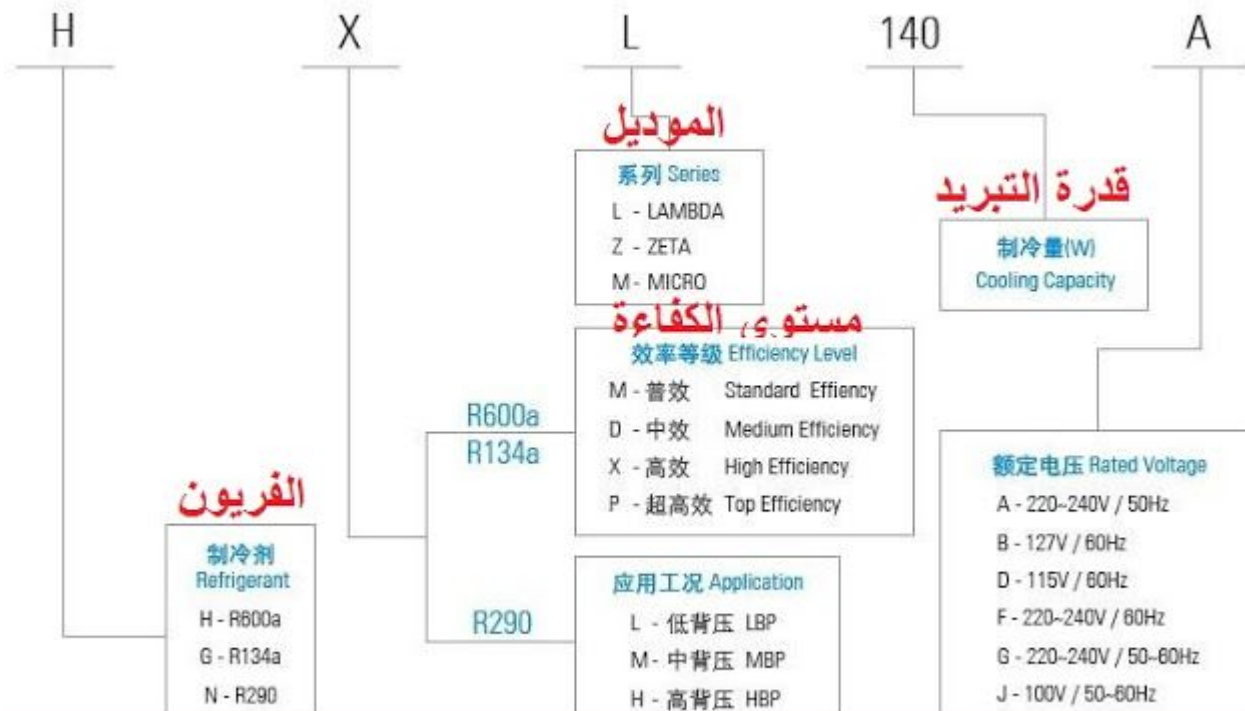 H X L 140 A
الموديل
系列 Series
L - LAMBDA
Z - ZETA
M - MICRO
قدرة التبريد
制冷量(W)
Cooling Capacity
مستوى الكفاءة
效率等级 Efficiency Level
M - 普效 Standard Effiency
D - 中效 Medium Efficiency
X - 高效 High Efficiency
P - 超高效 Top Efficiency
R600a
R134a
الفريون
制冷剂
Refrigerant
H - R600a
G - R134a
N - R290
R290
应用工况 Application
L - 低背压 LBP
M - 中背压 MBP
H - 高背压 HBP
额定电压 Rated Voltage
A - 220~240V / 50Hz
B - 127V / 60Hz
D - 115V / 60Hz
F - 220~240V / 60Hz
G - 220~240V / 50~60Hz
J - 100V / 50~60Hz